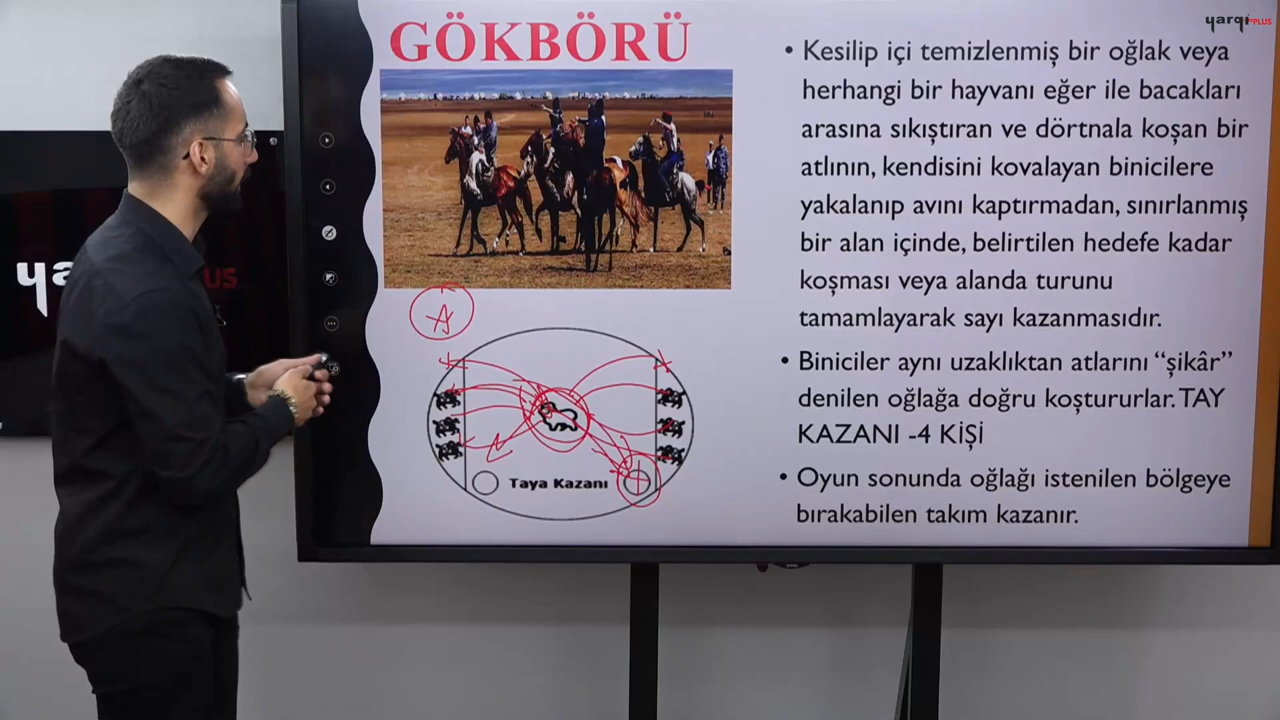 yargıPLUS
GÖKBÖRÜ
• Kesilip içi temizlenmiş bir oğlak veya
herhangi bir hayvanı eğer ile bacakları
arasına sıkıştıran ve dörtnala koşan bir
atlının, kendisini kovalayan binicilere
yakalanıp avını kaptırmadan, sınırlanmış
bir alan içinde, belirtilen hedefe kadar
koşması veya alanda turunu
tamamlayarak sayı kazanmasıdır.
• Biniciler aynı uzaklıktan atlarını “şikâr”
denilen oğlağa doğru koştururlar. TAY
KAZANI -4 KİŞİ
• Oyun sonunda oğlağı istenilen bölgeye
bırakabilen takım kazanır.
A
Taya Kazanı
ya
US